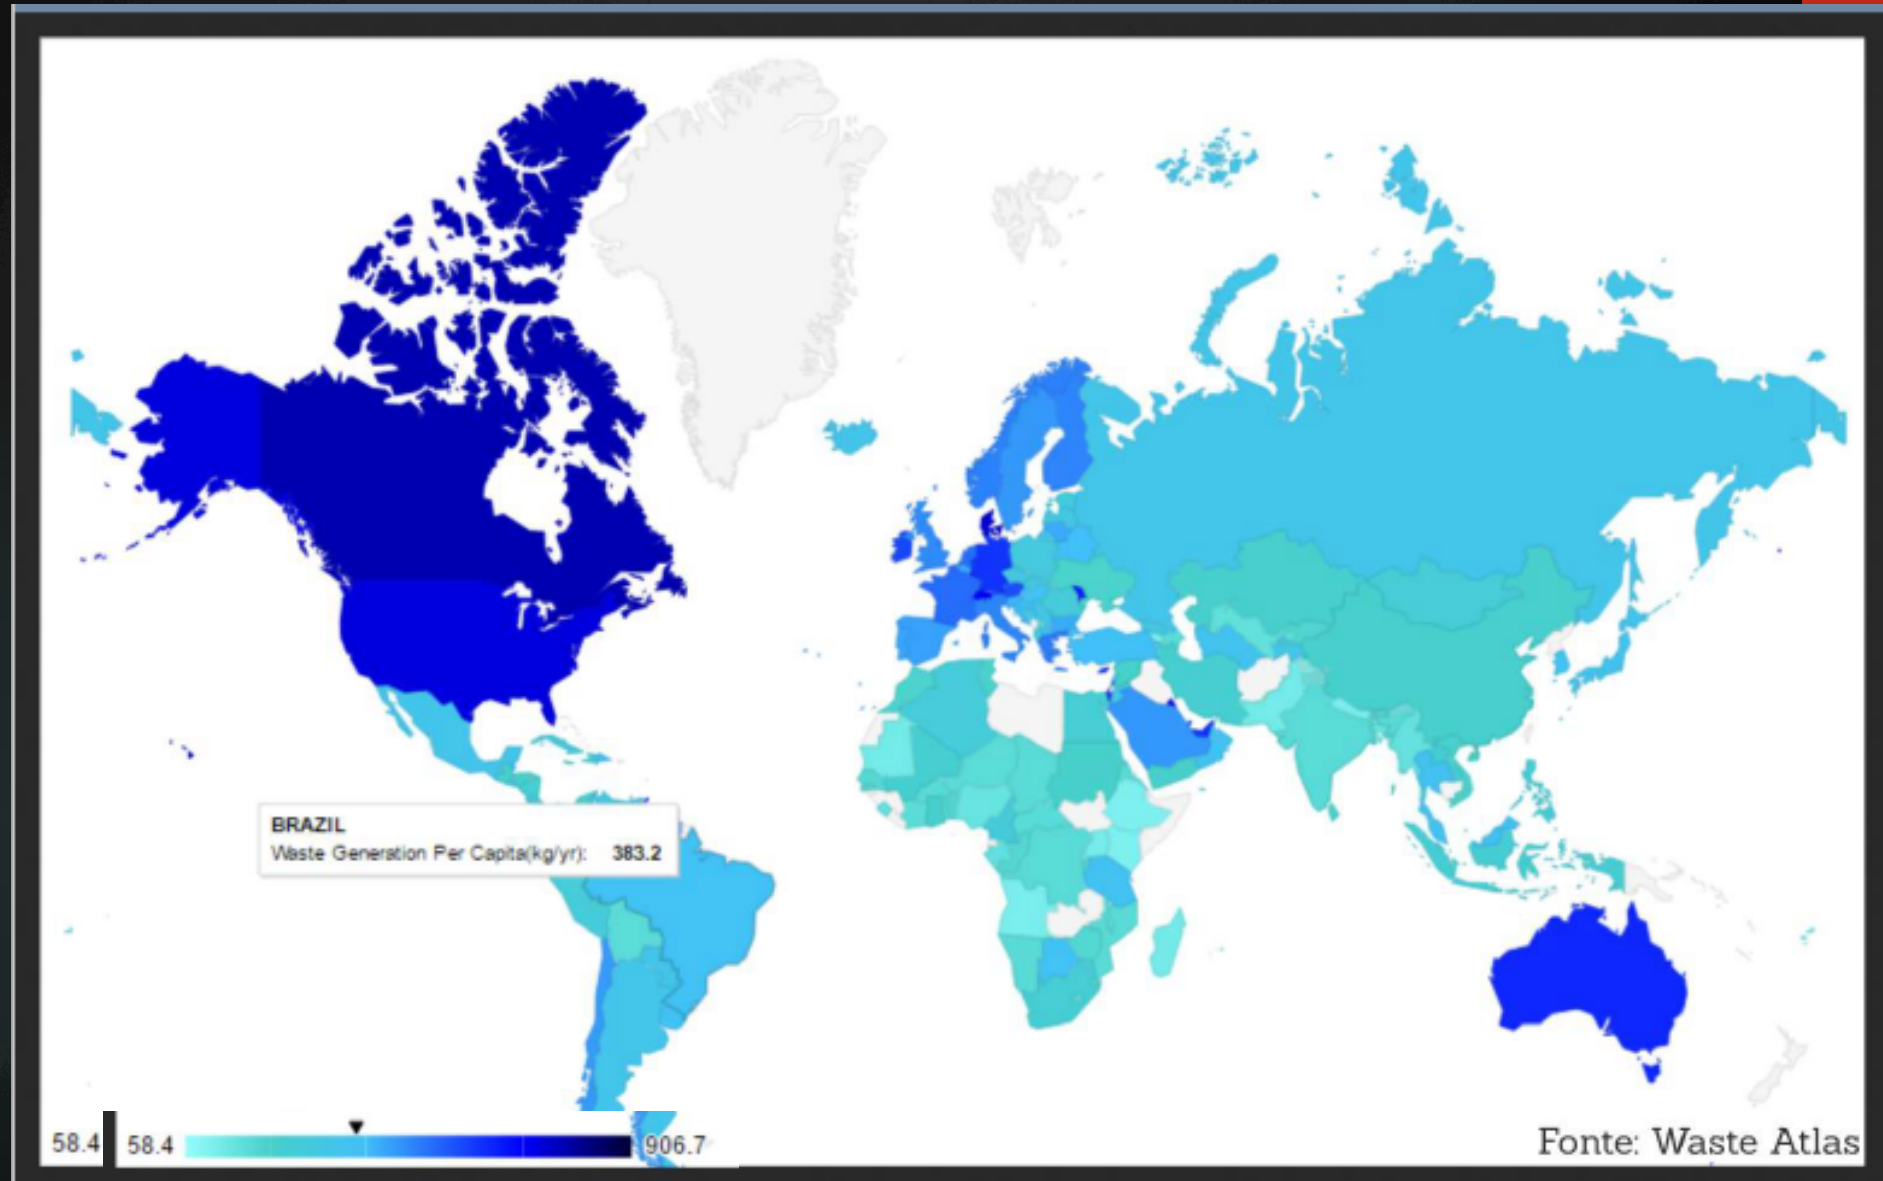 BRAZIL
Waste Generation Per Capita(kg/yr): 383.2
58.4
58.4
906.7
Fonte: Waste Atlas